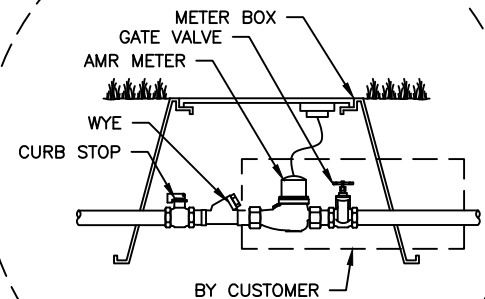 METER BOX
GATE VALVE
AMR METER
WYE
CURB STOP
BY CUSTOMER